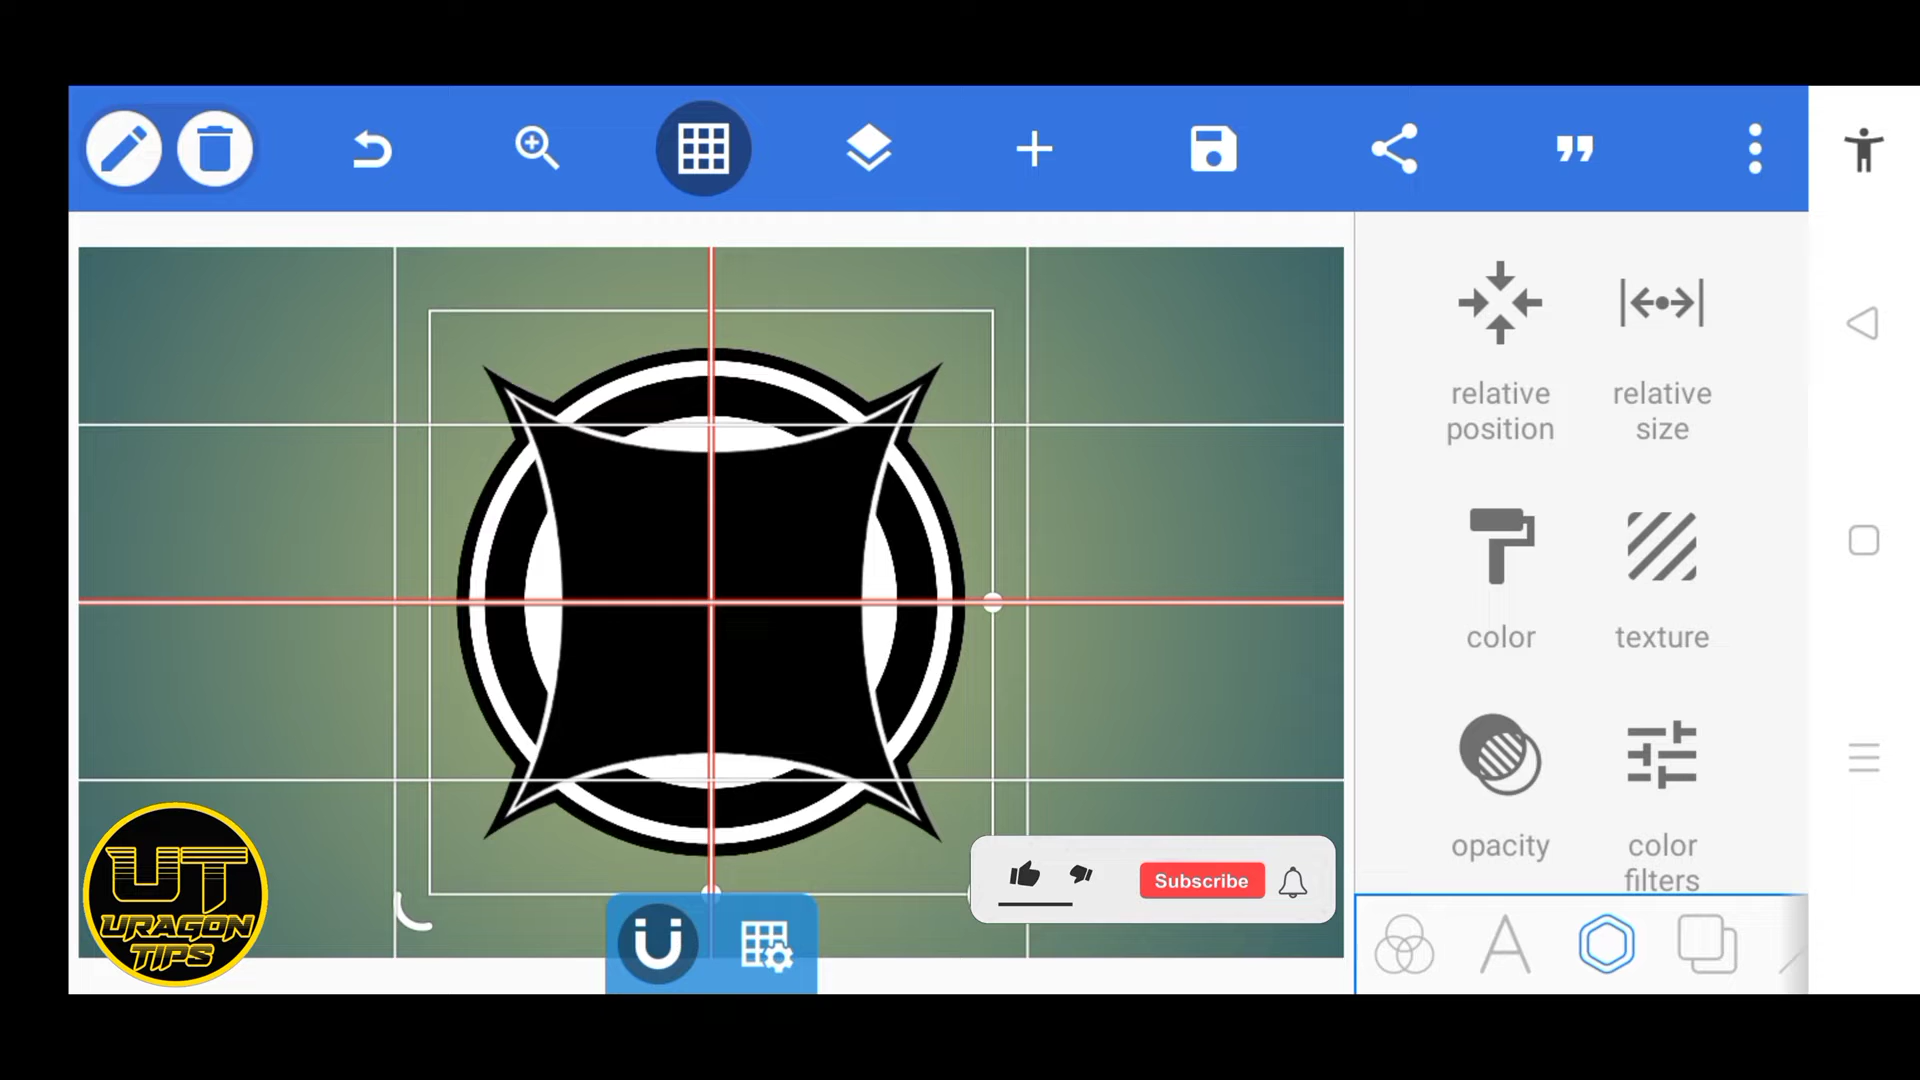 relative
position
relative
size
color
texture
opacity
color
filters
Subscribe
UT
URAGON
TIPS